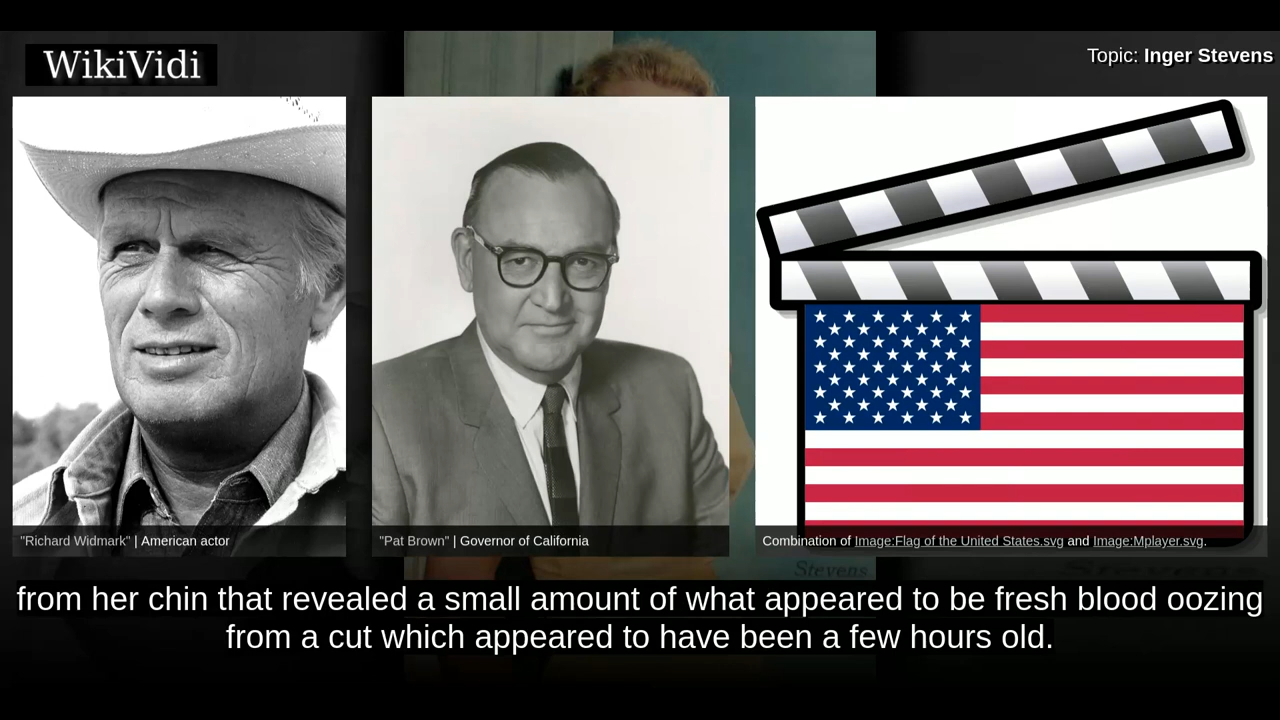 WikiVidi
Topic: Inger Stevens
"Richard Widmark" | American actor
"Pat Brown" | Governor of California
Combination of Image:Flag of the United States.svg and Image:Mplayer.svg.
Stevens
from her chin that revealed a small amount of what appeared to be fresh blood oozing
from a cut which appeared to have been a few hours old.